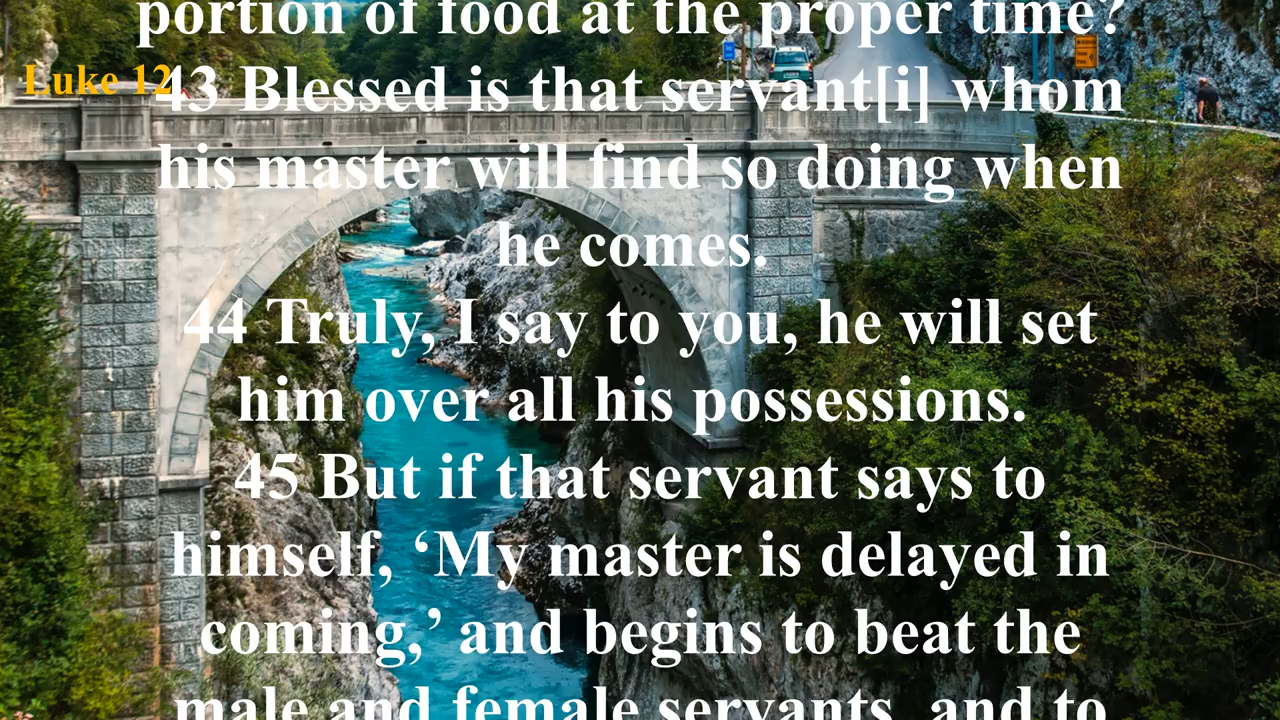 portion of food at the proper time?
Luke 12
43 Blessed is that servant[i] whom
his master will find so doing when
he comes.
44 Truly, I say to you, he will set
him over all his possessions.
45 But if that servant says to
himself, ‘My master is delayed in
coming,’ and begins to beat the
male and female servants, and to